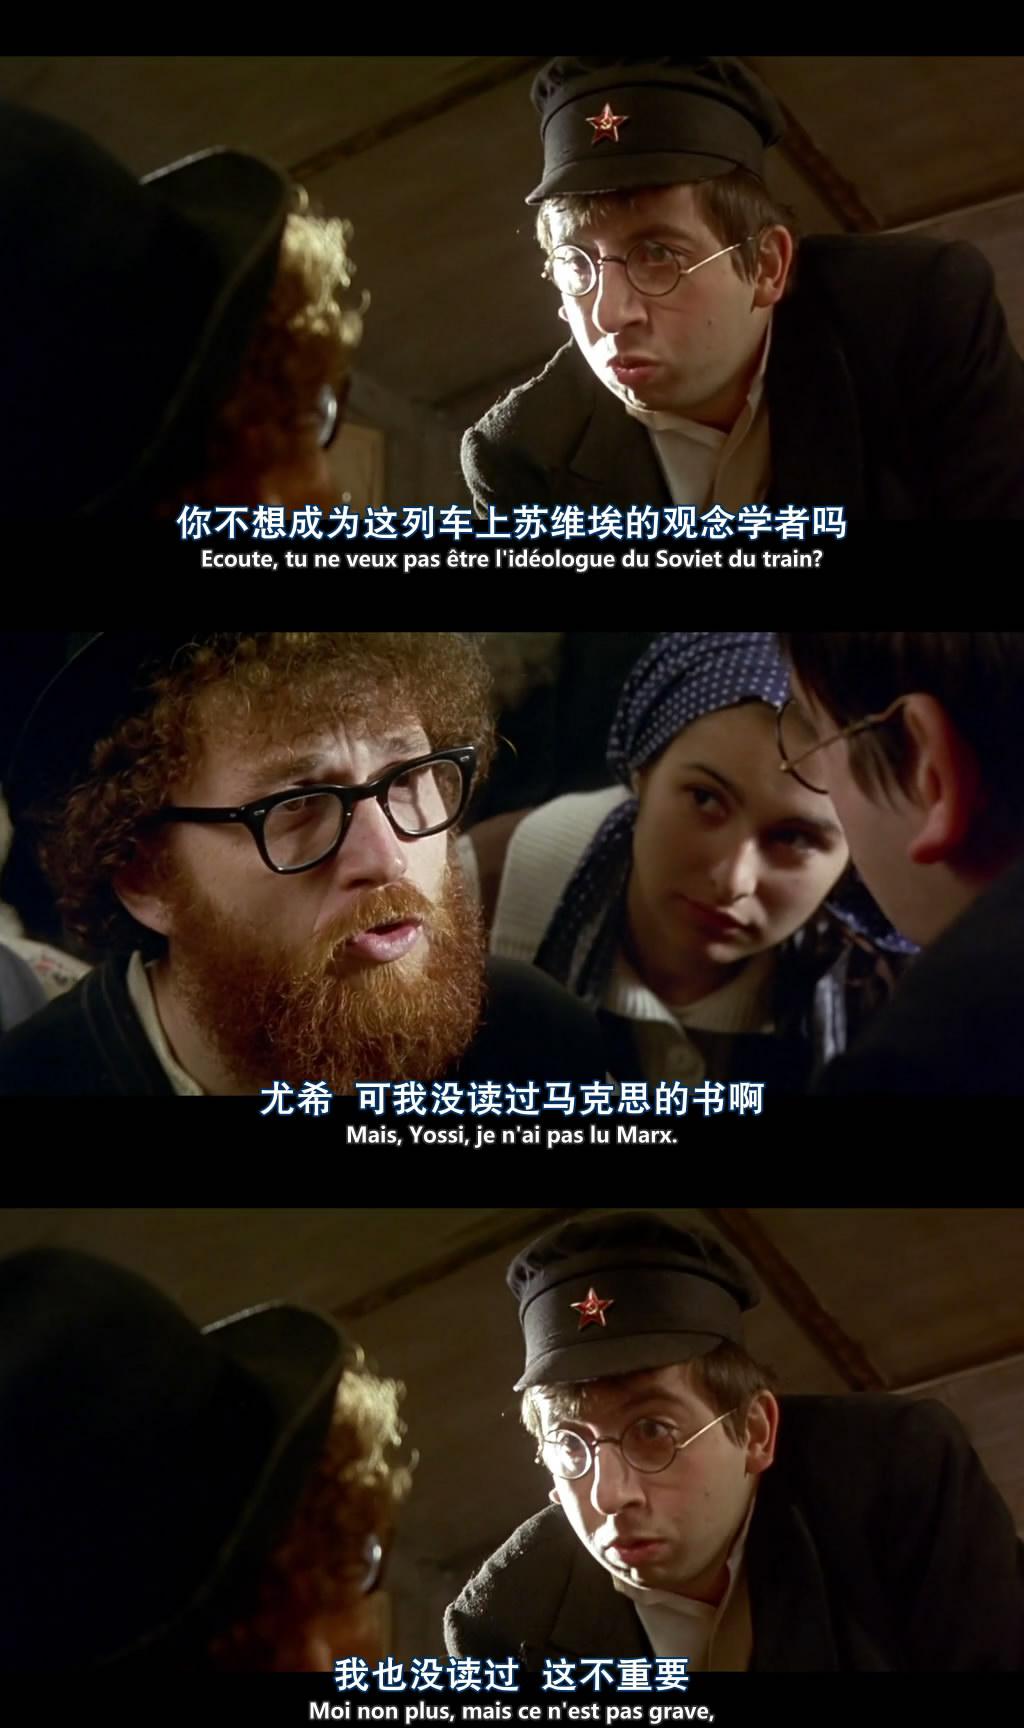 你不想成为这列车上苏维埃的观念学者吗
Ecoute, tu ne veux pas être l'idéologue du Soviet du train?
尤希 可我没读过马克思的书啊
Mais, Yossi, je n'ai pas lu Marx.
我也没读过 这不重要
Moi non plus, mais ce n'est pas grave,